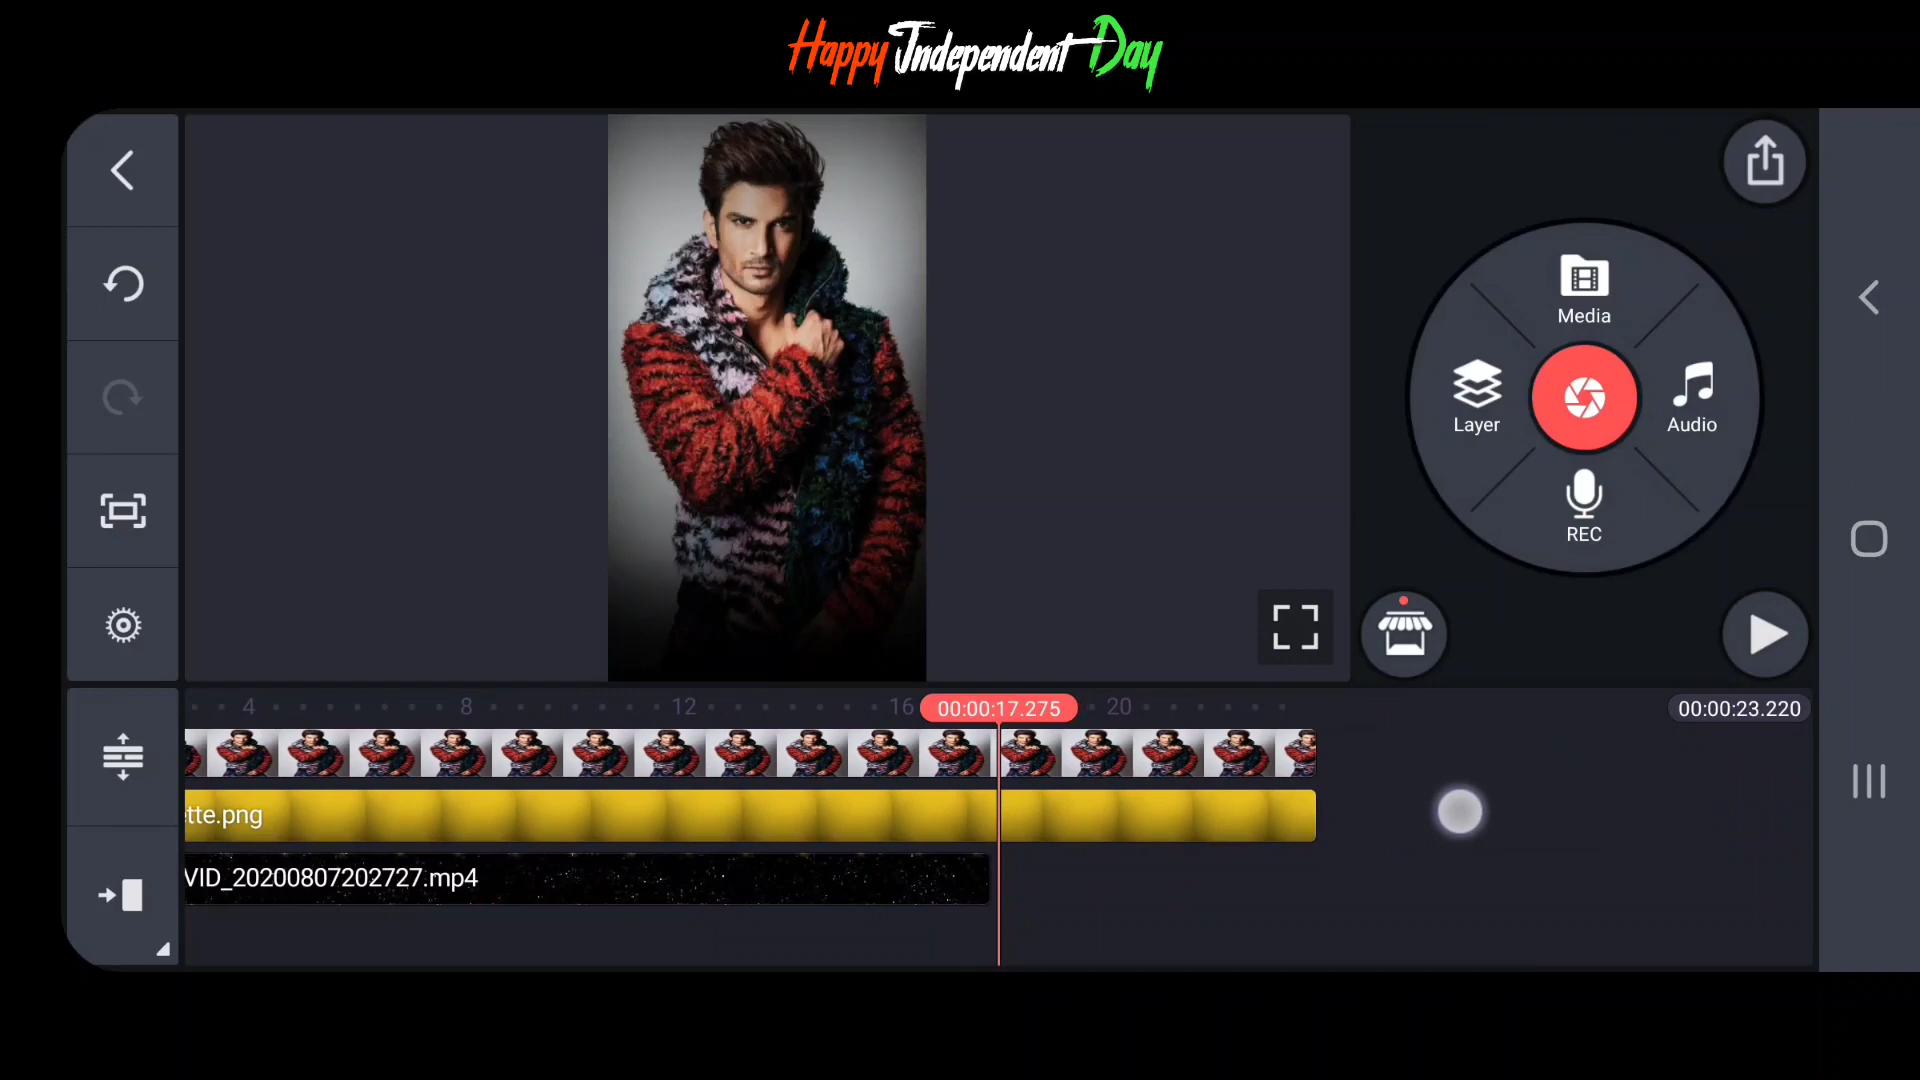 Happy Independent Day
Media
Layer
Audio
REC
4 8 12 16 00:00:17.275 20 00:00:23.220
tte.png
VID_20200807202727.mp4